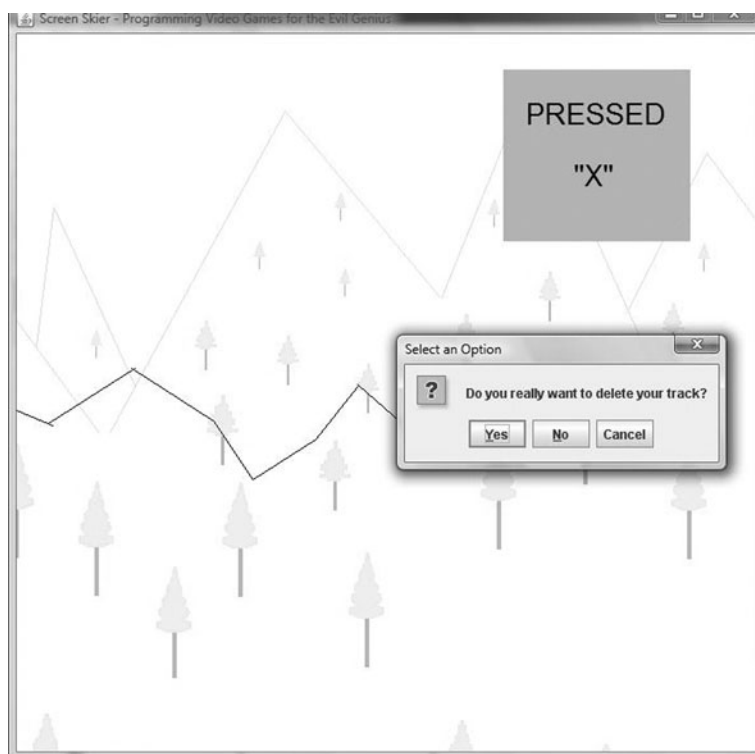 Screen Skier - Programming Video Games for the Evil Genius
PRESSED
"X"
Select an Option
Do you really want to delete your track?
Yes No Cancel